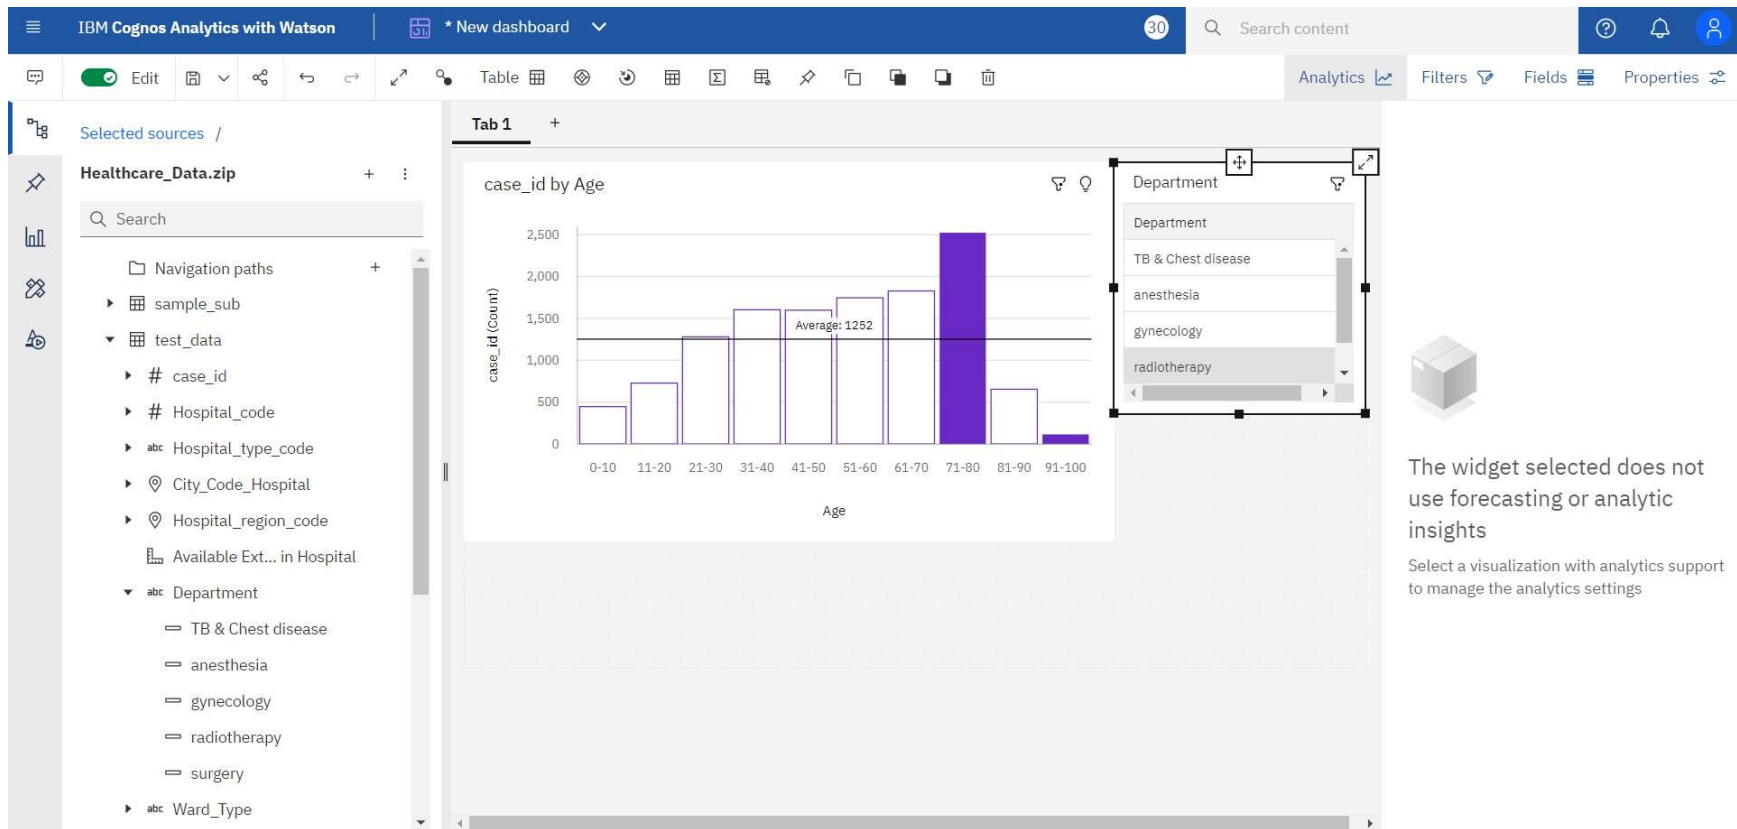 IBM Cognos Analytics with Watson
* New dashboard
30
Search content
Edit
Table
Analytics
Filters
Fields
Properties
Selected sources /
Healthcare_Data.zip
Search
Navigation paths
sample_sub
test_data
# case_id
# Hospital_code
abc Hospital_type_code
City_Code_Hospital
Hospital_region_code
Available Ext... in Hospital
abc Department
TB & Chest disease
anesthesia
gynecology
radiotherapy
surgery
abc Ward_Type
Tab 1
case_id by Age
case_id (Count)
2,500
2,000
1,500
1,000
500
0
Average: 1252
0-10 11-20 21-30 31-40 41-50 51-60 61-70 71-80 81-90 91-100
Age
Department
Department
TB & Chest disease
anesthesia
gynecology
radiotherapy
The widget selected does not
use forecasting or analytic
insights
Select a visualization with analytics support
to manage the analytics settings